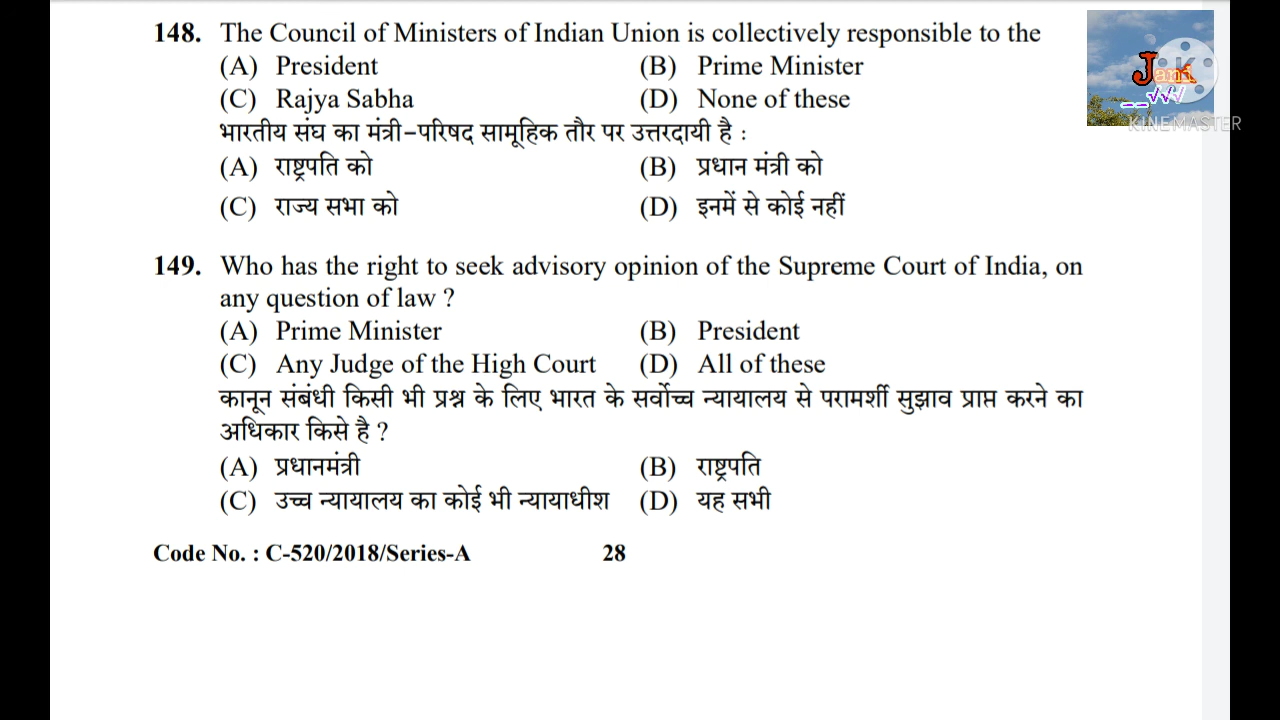 148. The Council of Ministers of Indian Union is collectively responsible to the
(A) President (B) Prime Minister
(C) Rajya Sabha (D) None of these
भारतीय संघ का मंत्री-परिषद सामूहिक तौर पर उत्तरदायी है :
(A) राष्ट्रपति को (B) प्रधान मंत्री को
(C) राज्य सभा को (D) इनमें से कोई नहीं
149. Who has the right to seek advisory opinion of the Supreme Court of India, on
any question of law ?
(A) Prime Minister (B) President
(C) Any Judge of the High Court (D) All of these
कानून संबंधी किसी भी प्रश्न के लिए भारत के सर्वोच्च न्यायालय से परामर्शी सुझाव प्राप्त करने का
अधिकार किसे है ?
(A) प्रधानमंत्री (B) राष्ट्रपति
(C) उच्च न्यायालय का कोई भी न्यायाधीश (D) यह सभी
Code No. : C-520/2018/Series-A 28
KINEMASTER